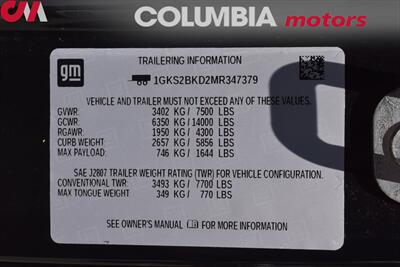 CM COLUMBIA motors
TRAILERING INFORMATION
gm
1GKS2BKD2MR347379
VEHICLE AND TRAILER MUST NOT EXCEED ANY OF THESE VALUES.
GVWR: 3402 KG/ 7500 LBS
GCWR: 6350 KG/ 14000 LBS
RGAWR: 1950 KG/ 4300 LBS
CURB WEIGHT: 2657 KG/ 5856 LBS
MAX PAYLOAD: 746 KG/ 1644 LBS
SAE J2807 TRAILER WEIGHT RATING (TWR) FOR VEHICLE CONFIGURATION.
CONVENTIONAL TWR: 3493 KG/ 7700 LBS
MAX TONGUE WEIGHT: 349 KG/ 770 LBS
SEE OWNER'S MANUAL FOR MORE INFORMATION